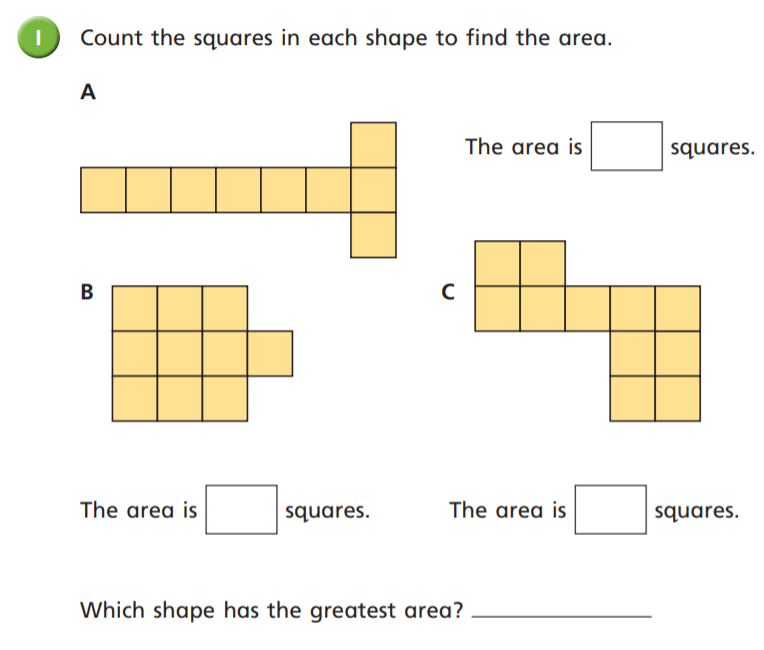 1 Count the squares in each shape to find the area.
A
The area is squares.
B
C
The area is squares.
The area is squares.
Which shape has the greatest area?